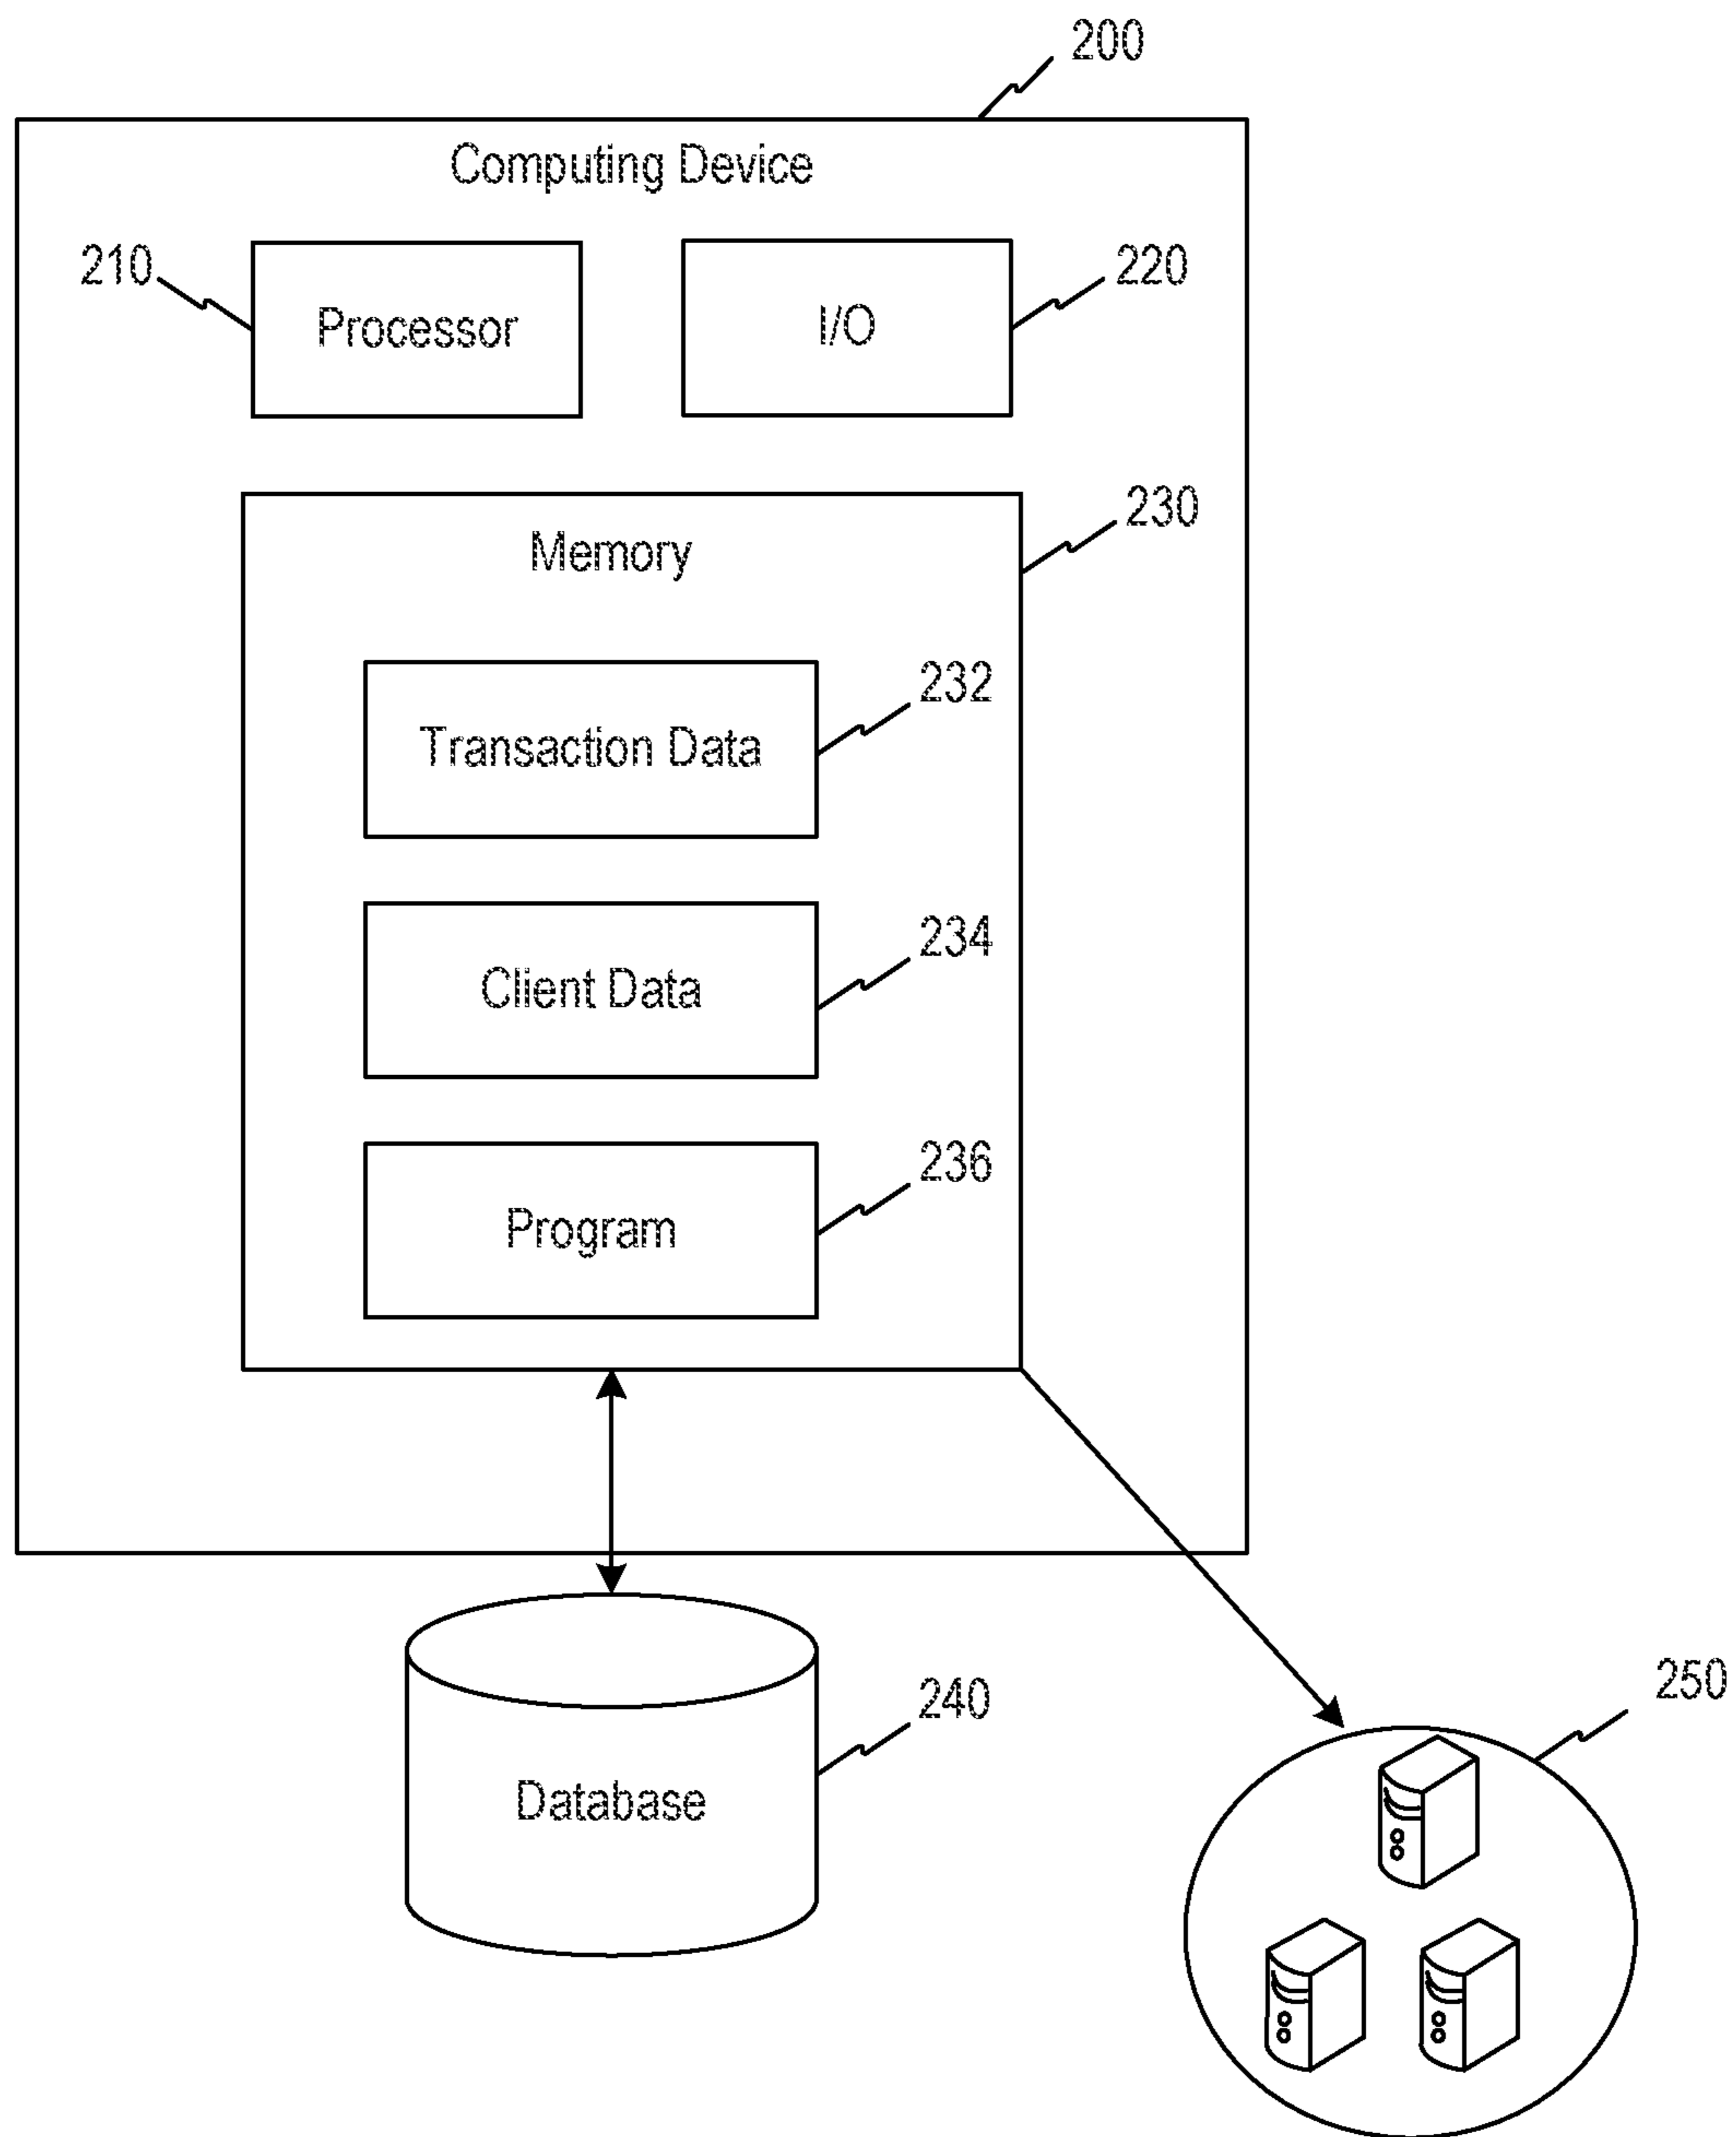 200
Computing Device
210
Processor
I/O
220
230
Memory
232
Transaction Data
234
Client Data
236
Program
240
Database
250